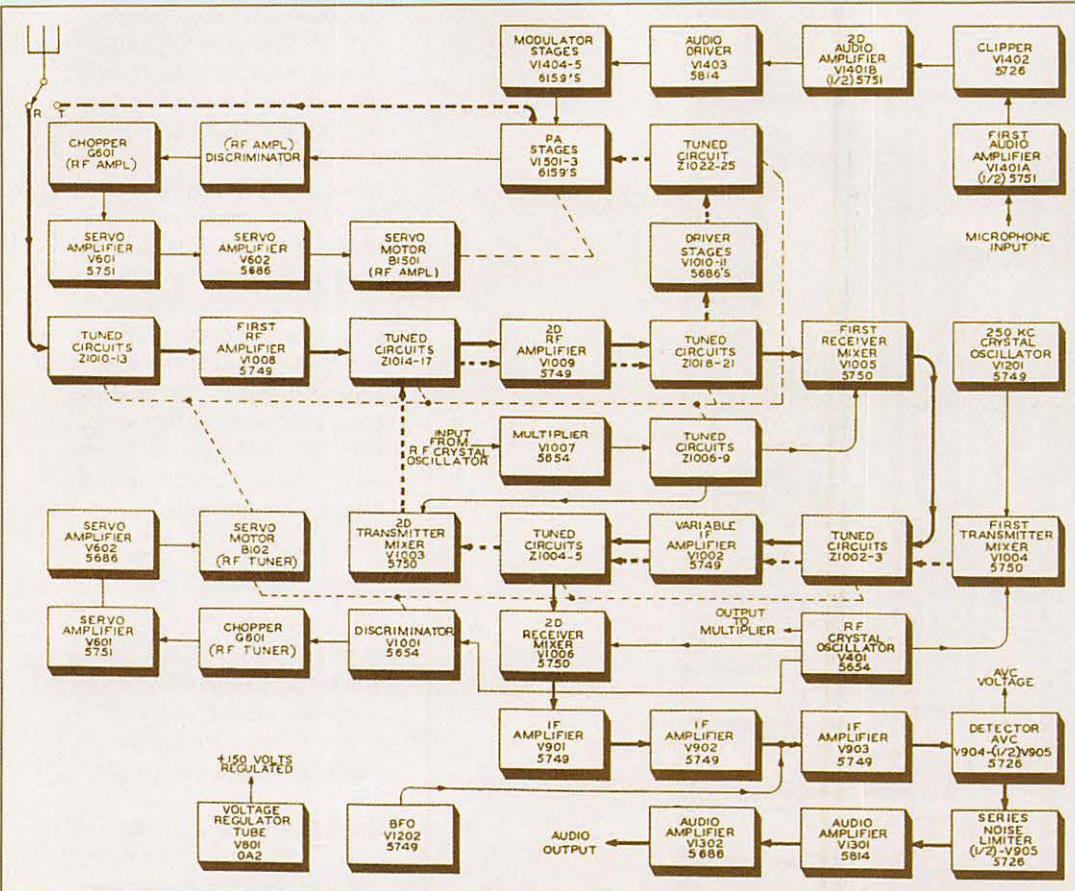 MODULATOR
STAGES
V1404-5
6159'S
AUDIO
DRIVER
V1403
5814
2D
AUDIO
AMPLIFIER
V1401B
(1/2) 5751
CLIPPER
V1402
5726
R
T
CHOPPER
G601
(RF AMPL)
(RF AMPL)
DISCRIMINATOR
PA
STAGES
V1501-3
6159'S
TUNED
CIRCUIT
Z1022-25
FIRST
AUDIO
AMPLIFIER
V1401A
(1/2) 5751
MICROPHONE
INPUT
SERVO
AMPLIFIER
V601
5751
SERVO
AMPLIFIER
V602
5686
SERVO
MOTOR
B1501
(RF AMPL)
DRIVER
STAGES
V1010-11
5686'S
TUNED
CIRCUITS
Z1010-13
FIRST
RF
AMPLIFIER
V1008
5749
TUNED
CIRCUITS
Z1014-17
2D
RF
AMPLIFIER
V1009
5749
TUNED
CIRCUITS
Z1018-21
FIRST
RECEIVER
MIXER
V1005
5750
250 KC
CRYSTAL
OSCILLATOR
V1201
5749
INPUT
FROM
RF CRYSTAL
OSCILLATOR
MULTIPLIER
V1007
5654
TUNED
CIRCUITS
Z1006-9
SERVO
AMPLIFIER
V602
5686
SERVO
MOTOR
B102
(RF TUNER)
2D
TRANSMITTER
MIXER
V1003
5750
TUNED
CIRCUITS
Z1004-5
VARIABLE
IF
AMPLIFIER
V1002
5749
TUNED
CIRCUITS
Z1002-3
FIRST
TRANSMITTER
MIXER
V1004
5750
SERVO
AMPLIFIER
V601
5751
CHOPPER
G601
(RF TUNER)
DISCRIMINATOR
V1001
5654
2D
RECEIVER
MIXER
V1006
5750
OUTPUT
TO
MULTIPLIER
RF
CRYSTAL
OSCILLATOR
V401
5654
AVC
VOLTAGE
IF
AMPLIFIER
V901
5749
IF
AMPLIFIER
V902
5749
IF
AMPLIFIER
V903
5749
DETECTOR
AVC
V904-(1/2)V905
5726
+150 VOLTS
REGULATED
VOLTAGE
REGULATOR
TUBE
V801
0A2
BFO
V1202
5749
AUDIO
OUTPUT
AUDIO
AMPLIFIER
V1302
5686
AUDIO
AMPLIFIER
V1301
5814
SERIES
NOISE
LIMITER
(1/2)-V905
5726